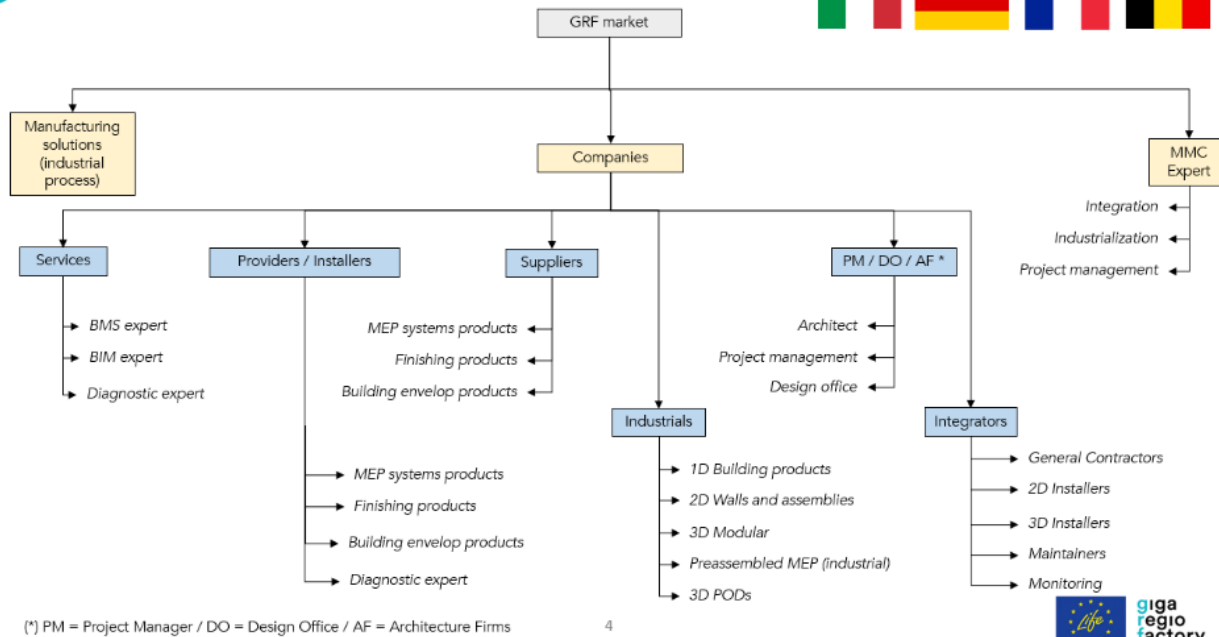 GRF market
Manufacturing
solutions
(industrial
process)
Companies
MMC
Expert
Integration
Industrialization
Project management
Services
Providers / Installers
Suppliers
PM / DO / AF *
BMS expert
BIM expert
Diagnostic expert
MEP systems products
Finishing products
Building envelop products
Architect
Project management
Design office
Industrials
Integrators
MEP systems products
Finishing products
Building envelop products
Diagnostic expert
1D Building products
2D Walls and assemblies
3D Modular
Preassembled MEP (industrial)
3D PODs
General Contractors
2D Installers
3D Installers
Maintainers
Monitoring
(*) PM = Project Manager / DO = Design Office / AF = Architecture Firms
4
Life
giga
regio
factory